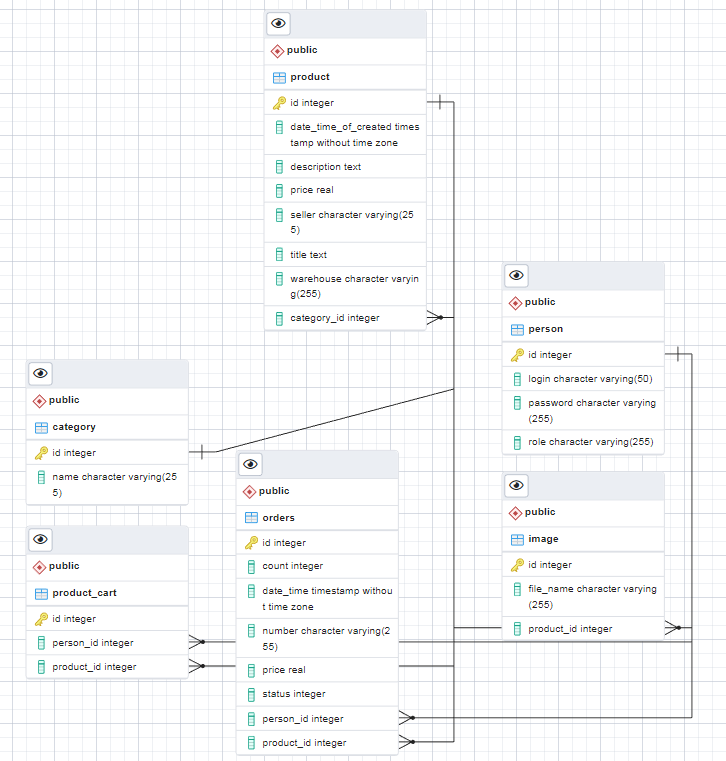 public
product
id integer
date_time_of_created times
tamp without time zone
description text
price real
seller character varying(25
5)
title text
warehouse character varyin
g(255)
category_id integer
public
person
id integer
login character varying(50)
password character varying
(255)
role character varying(255)
public
category
id integer
name character varying(25
5)
public
orders
id integer
count integer
date_time timestamp withou
t time zone
number character varying(2
55)
price real
status integer
person_id integer
product_id integer
public
image
id integer
file_name character varying
(255)
product_id integer
public
product_cart
id integer
person_id integer
product_id integer